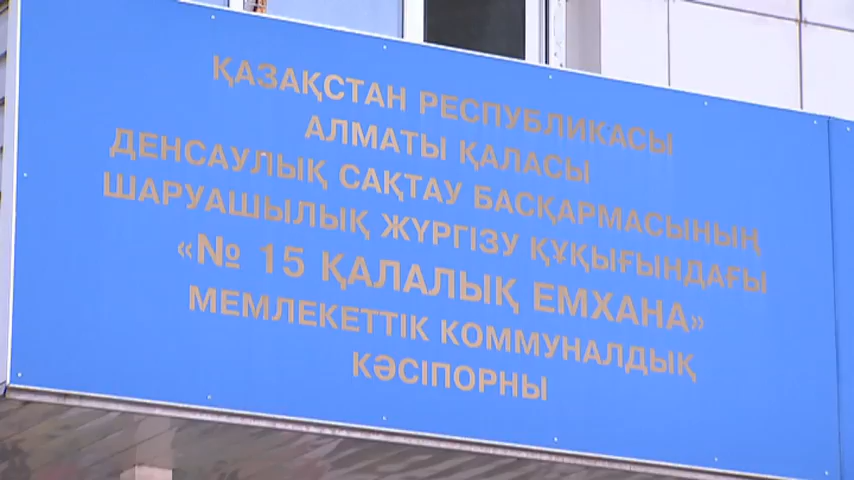 ҚАЗАҚСТАН РЕСПУБЛИКАСЫ
АЛМАТЫ ҚАЛАСЫ
ДЕНСАУЛЫҚ САҚТАУ БАСҚАРМАСЫНЫҢ
ШАРУАШЫЛЫҚ ЖҮРГІЗУ ҚҰҚЫҒЫНДАҒЫ
«№ 15 ҚАЛАЛЫҚ ЕМХАНА»
МЕМЛЕКЕТТІК КОММУНАЛДЫҚ
КӘСІПОРНЫ